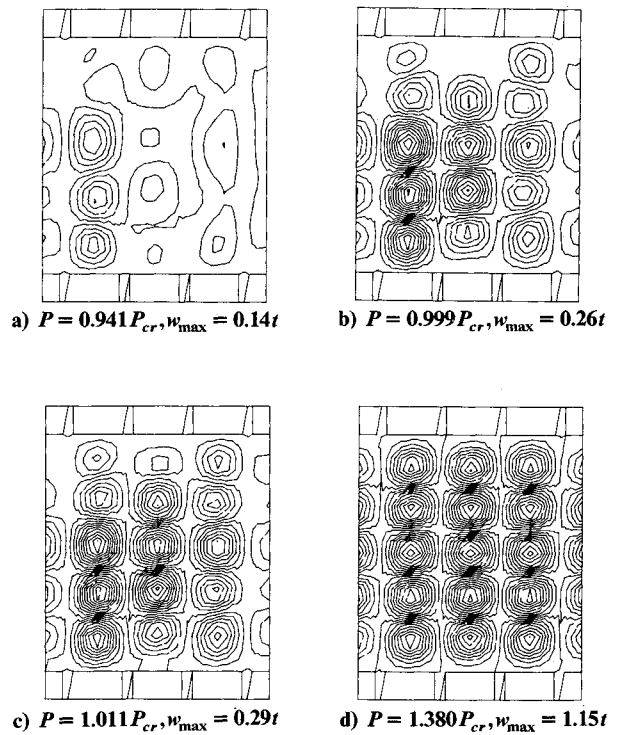 a) P = 0.941P_cr, w_max = 0.14t
b) P = 0.999P_cr, w_max = 0.26t
c) P = 1.011P_cr, w_max = 0.29t
d) P = 1.380P_cr, w_max = 1.15t